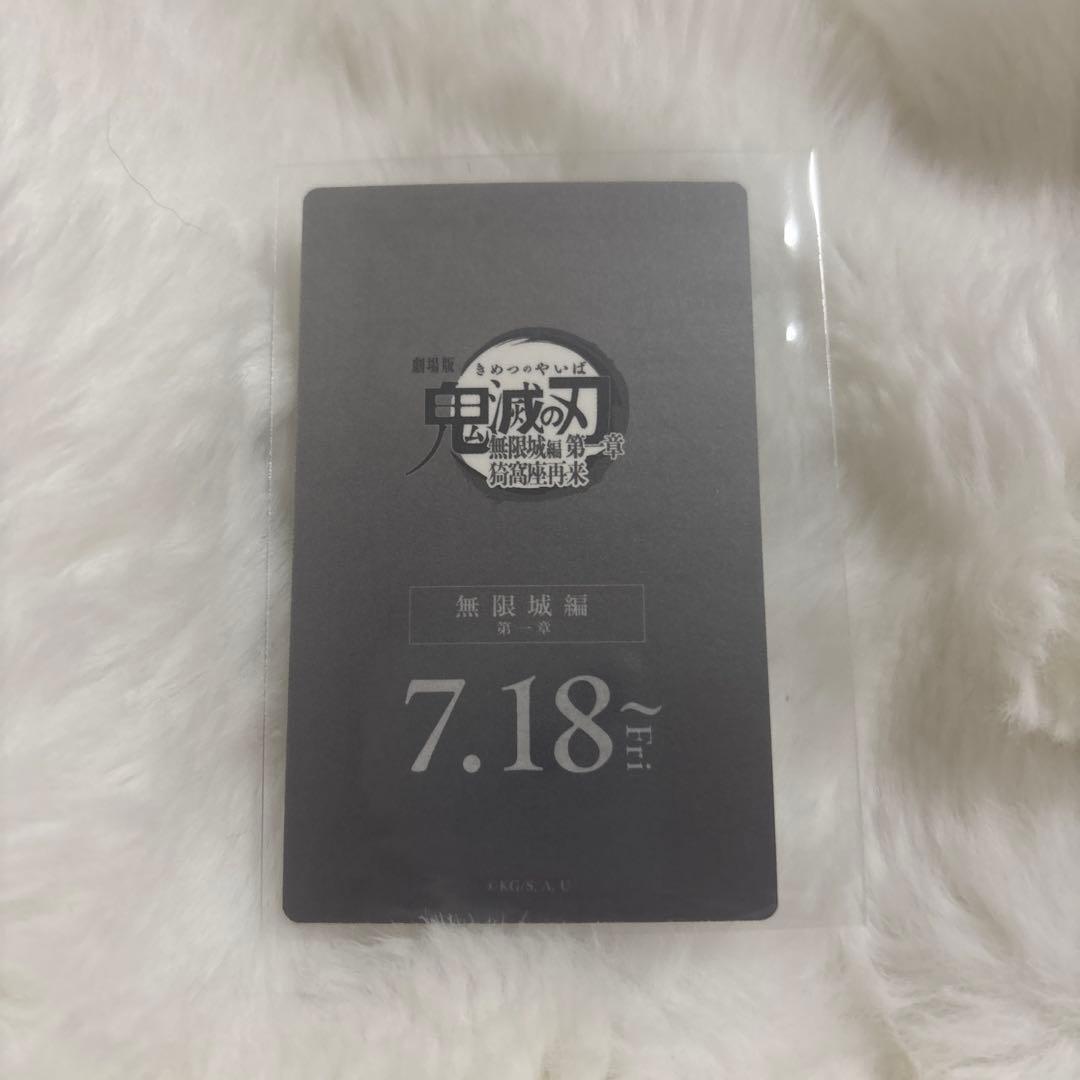 劇場版
きめつのやいば
鬼滅の刃
無限城編 第一章
猗窩座再来
無限城編
第一章
7.18~Fri
©KG/S, A, U